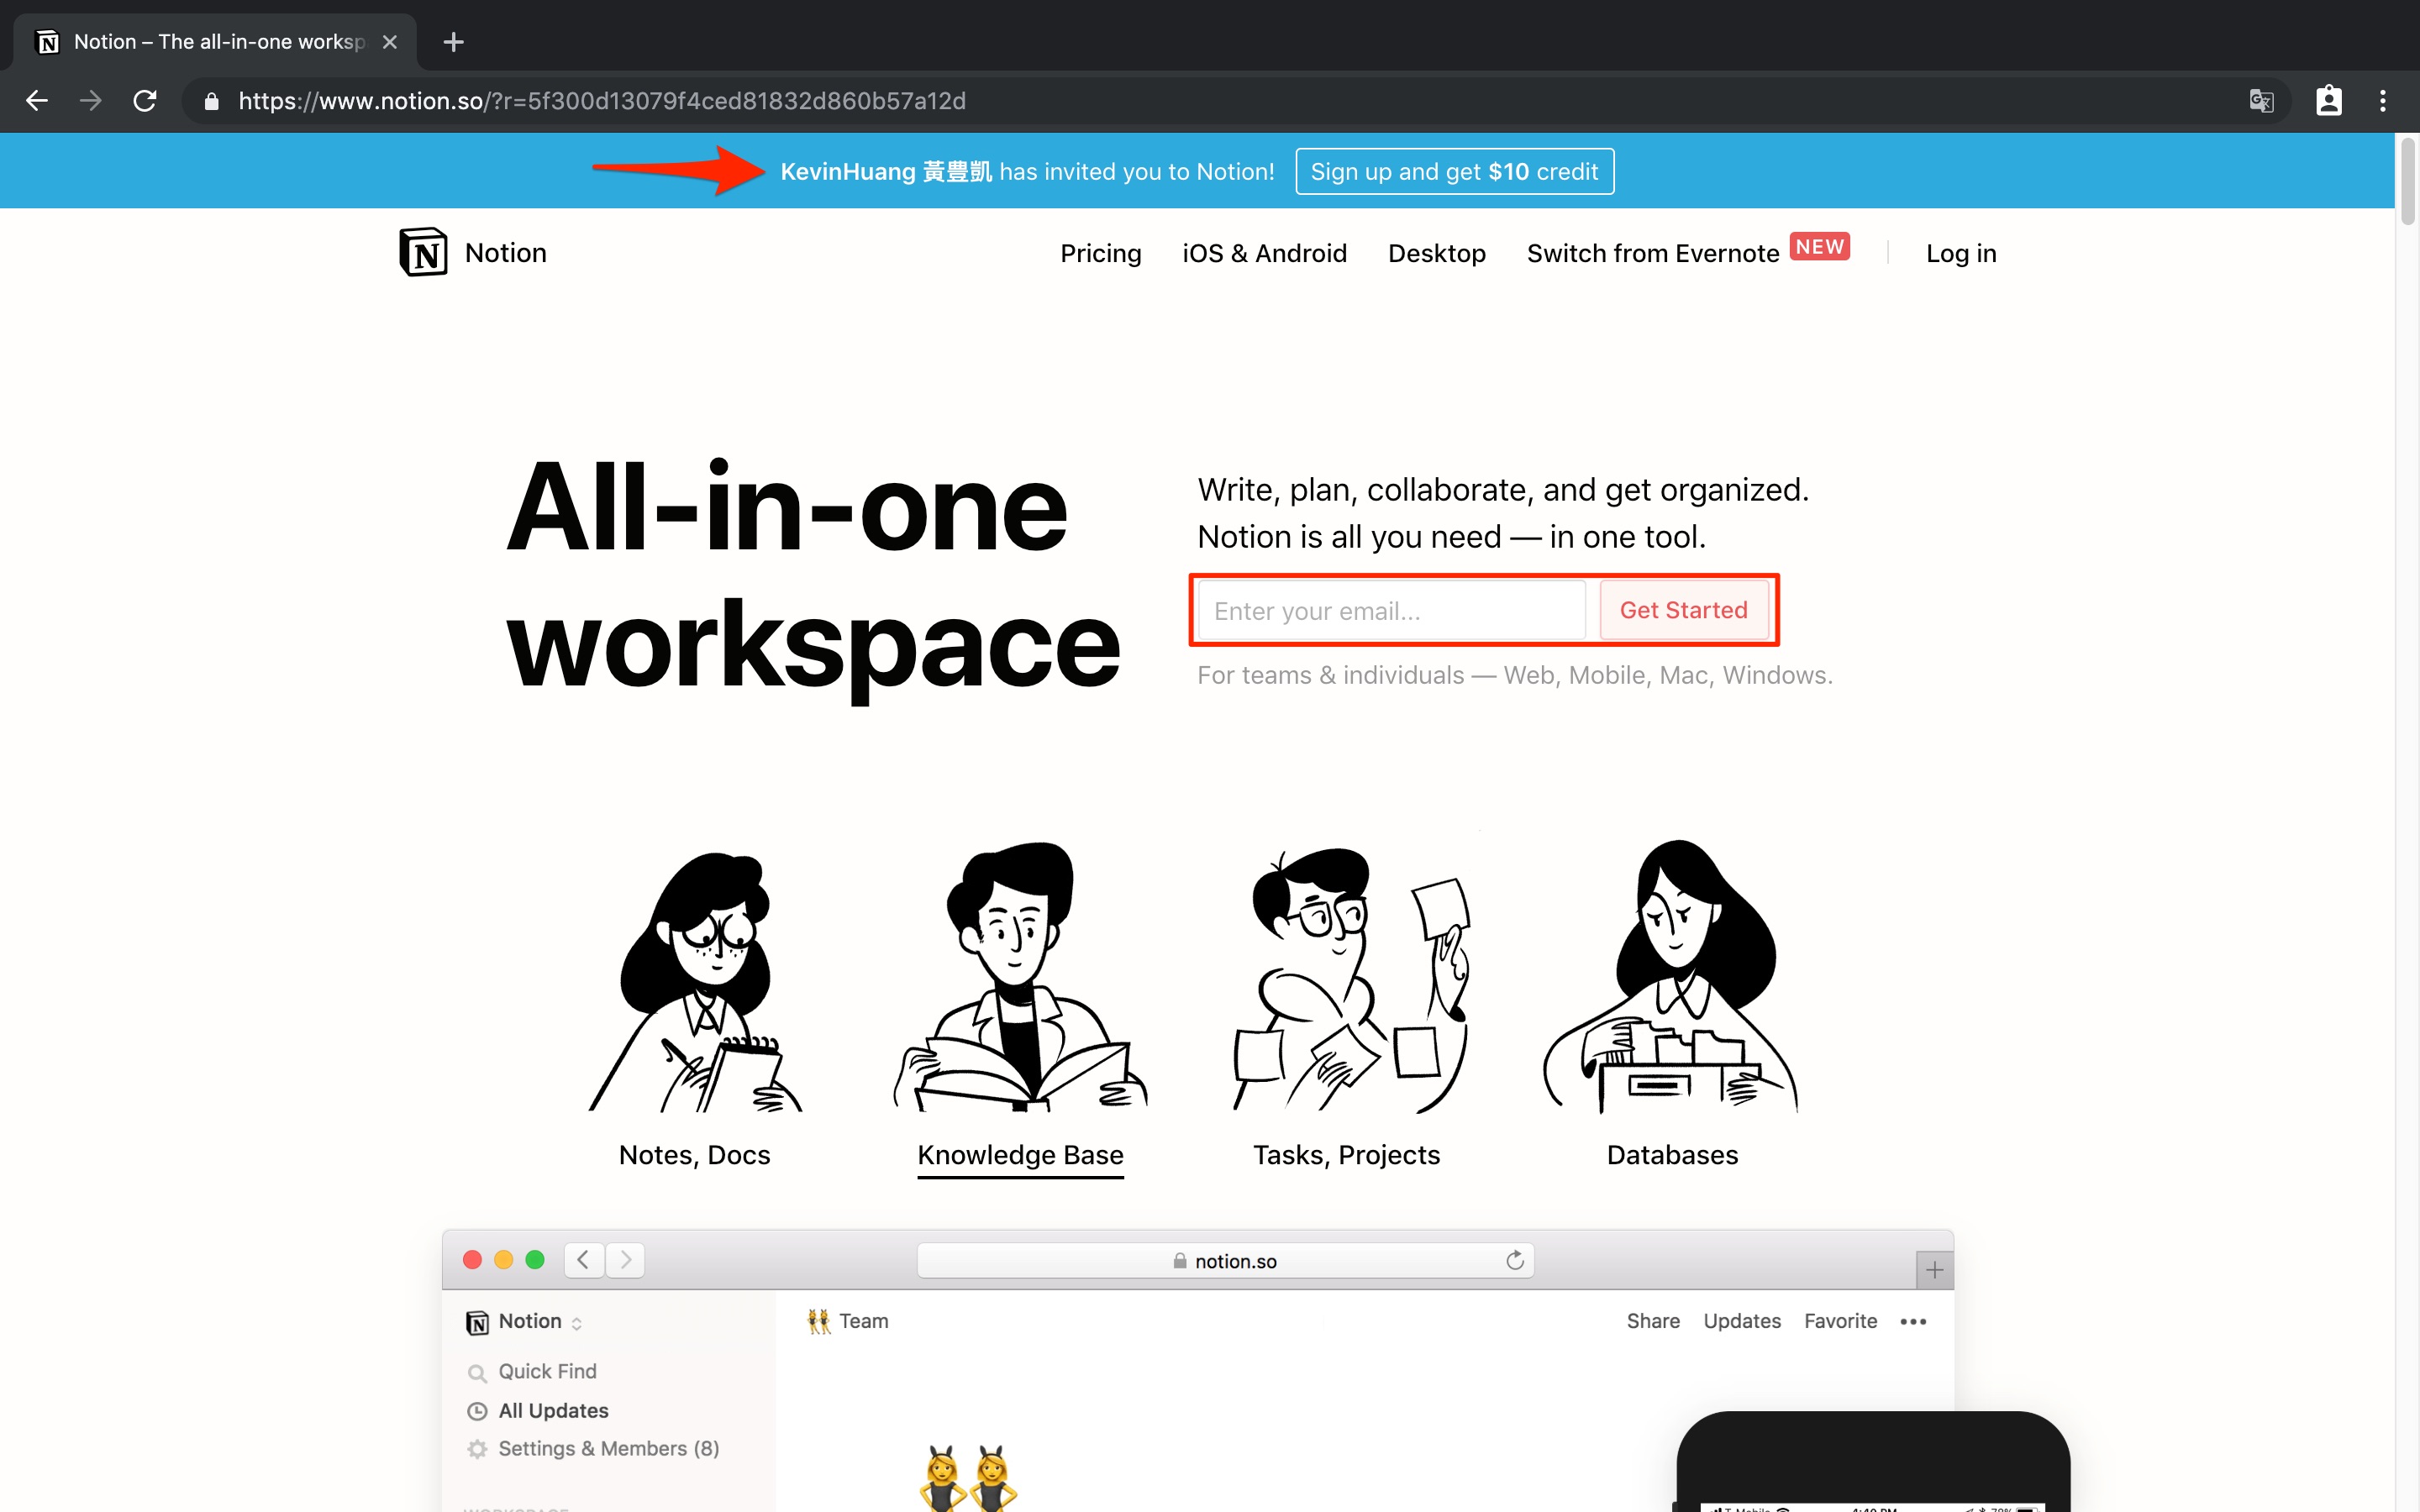 Notion – The all-in-one worksp
https://www.notion.so/?r=5f300d13079f4ced81832d860b57a12d
KevinHuang 黃豊凱 has invited you to Notion! Sign up and get $10 credit
Notion Pricing iOS & Android Desktop Switch from Evernote NEW Log in
All-in-one
workspace
Write, plan, collaborate, and get organized.
Notion is all you need — in one tool.
Enter your email... Get Started
For teams & individuals — Web, Mobile, Mac, Windows.
Notes, Docs Knowledge Base Tasks, Projects Databases
notion.so
Notion
Team Share Updates Favorite
Quick Find
All Updates
Settings & Members (8)